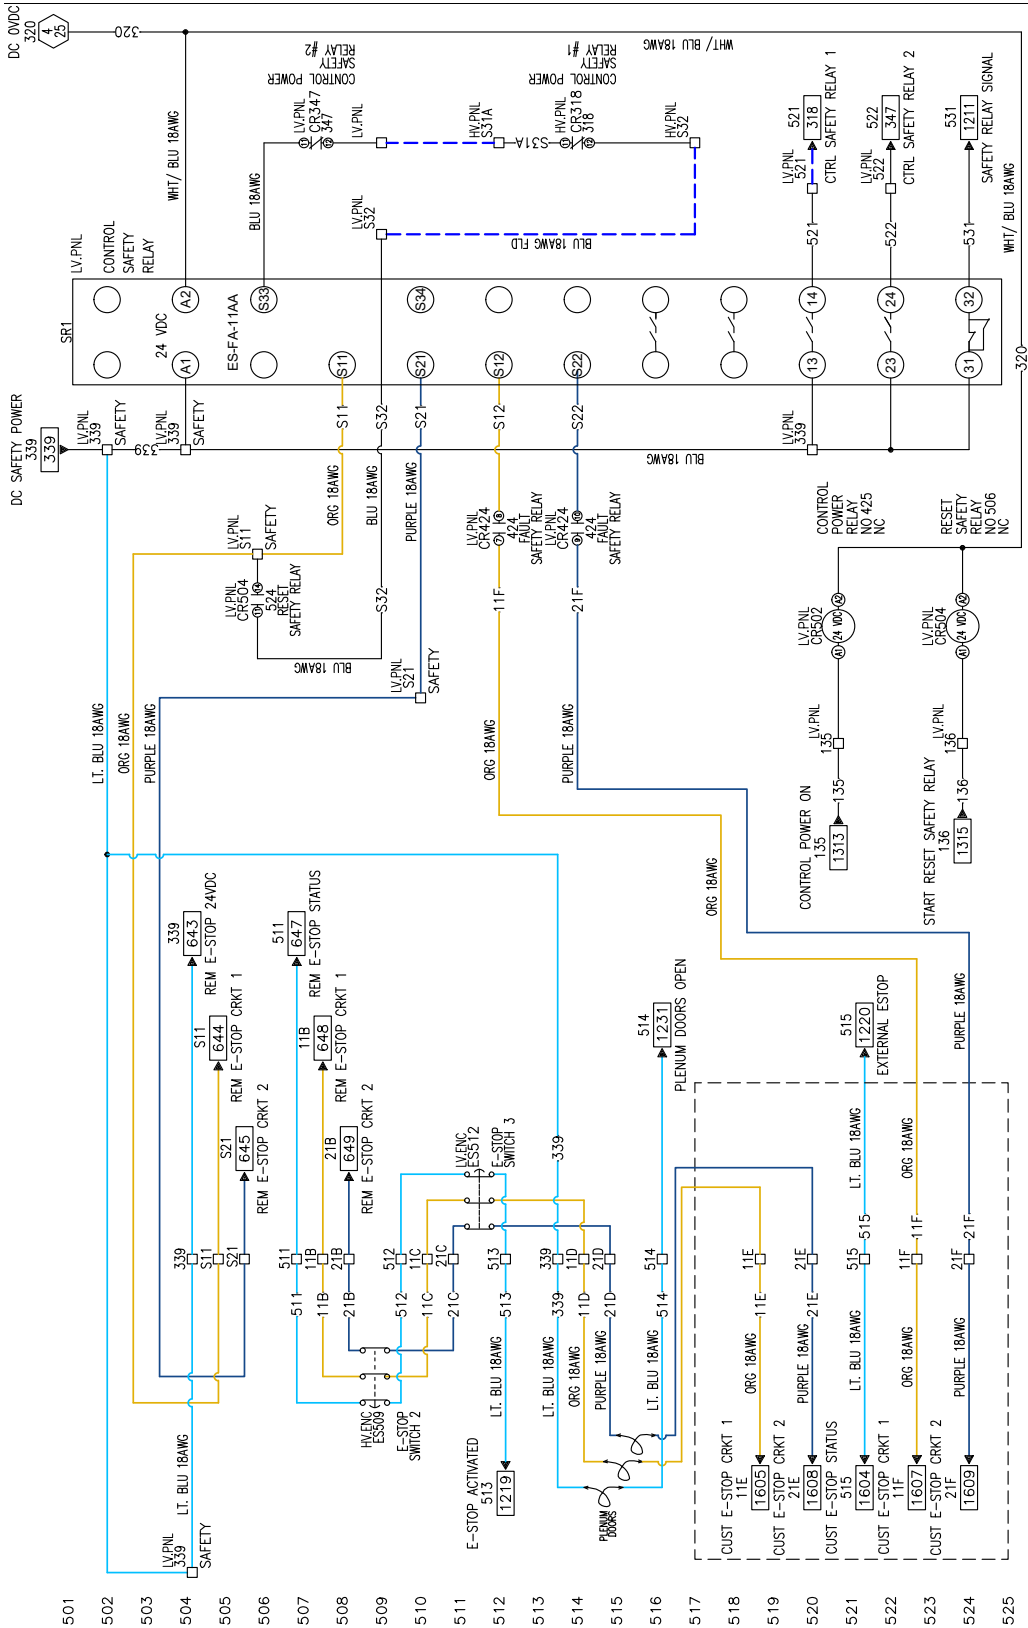 DC 0VDC
320
4
25
320
WHT/ BLU 18AWG
WHT/ BLU 18AWG
CONTROL POWER
SAFETY
RELAY #2
LV.PNL
CR347
347
11
12
LV.PNL
HV.PNL
S31A
S31A
CONTROL POWER
SAFETY
RELAY #1
HV.PNL
CR318
318
11
12
HV.PNL
S32
BLU 18AWG
LV.PNL
S32
BLU 18AWG FLD
521
318
CTRL SAFETY RELAY 1
LV.PNL
521
521
522
347
CTRL SAFETY RELAY 2
LV.PNL
522
522
531
1211
SAFETY RELAY SIGNAL
531
WHT/ BLU 18AWG
320
LV.PNL
CONTROL
SAFETY
RELAY
SR1
24 VDC
ES-FA-11AA
A2
A1
S33
S11
S34
S21
S12
S22
14
13
24
23
32
31
DC SAFETY POWER
339
339
LV.PNL
339
SAFETY
339
LV.PNL
339
SAFETY
S11
S32
S21
S12
S22
LV.PNL
339
BLU 18AWG
ORG 18AWG
BLU 18AWG
PURPLE 18AWG
LV.PNL
S11
SAFETY
LV.PNL
CR504
524
RESET
SAFETY RELAY
11
14
BLU 18AWG
S32
LV.PNL
S21
SAFETY
LV.PNL
CR424
424
FAULT
SAFETY RELAY
7
8
LV.PNL
CR424
424
FAULT
SAFETY RELAY
9
10
11F
21F
CONTROL
POWER
RELAY
NO 425
NC
RESET
SAFETY
RELAY
NO 506
NC
LV.PNL
CR502
A1
24 VDC
A2
LV.PNL
CR504
A1
24 VDC
A2
LV.PNL
135
135
CONTROL POWER ON
135
1313
LV.PNL
136
136
START RESET SAFETY RELAY
136
1315
LT. BLU 18AWG
ORG 18AWG
PURPLE 18AWG
ORG 18AWG
PURPLE 18AWG
ORG 18AWG
PURPLE 18AWG
339
643
REM E-STOP 24VDC
S11
644
REM E-STOP CRKT 1
S21
645
REM E-STOP CRKT 2
511
647
REM E-STOP STATUS
11B
648
REM E-STOP CRKT 1
21B
649
REM E-STOP CRKT 2
339
S11
S21
511
511
11B
11B
21B
21B
HV.ENC
ES509
E-STOP
SWITCH 2
512
512
11C
11C
21C
21C
LV.ENC
ES512
E-STOP
SWITCH 3
513
513
LT. BLU 18AWG
E-STOP ACTIVATED
513
1219
339
339
339
LT. BLU 18AWG
11D
11D
ORG 18AWG
21D
21D
PURPLE 18AWG
PLENUM
DOORS
514
1231
PLENUM DOORS OPEN
514
514
LT. BLU 18AWG
515
1220
EXTERNAL ESTOP
LT. BLU 18AWG
515
515
515
LT. BLU 18AWG
ORG 18AWG
11F
11F
ORG 18AWG
21F
21F
PURPLE 18AWG
11E
11E
ORG 18AWG
21E
21E
PURPLE 18AWG
CUST E-STOP CRKT 1
11E
1605
CUST E-STOP CRKT 2
21E
1608
CUST E-STOP STATUS
515
1604
CUST E-STOP CRKT 1
11F
1607
CUST E-STOP CRKT 2
21F
1609
LT. BLU 18AWG
LV.PNL
339
SAFETY
501
502
503
504
505
506
507
508
509
510
511
512
513
514
515
516
517
518
519
520
521
522
523
524
525